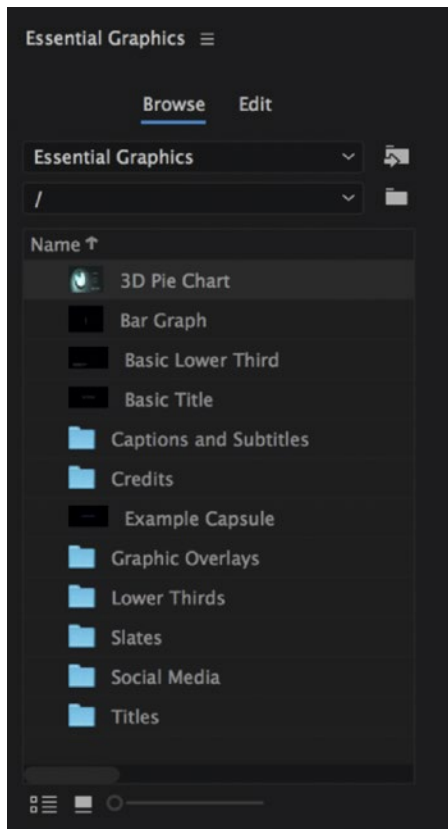 Essential Graphics
Browse Edit
Essential Graphics
/
Name ↑
3D Pie Chart
Bar Graph
Basic Lower Third
Basic Title
Captions and Subtitles
Credits
Example Capsule
Graphic Overlays
Lower Thirds
Slates
Social Media
Titles